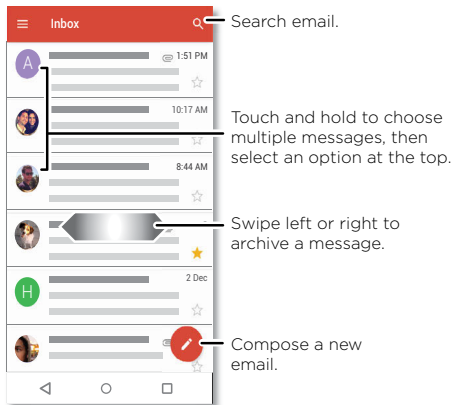 Inbox
Search email.
A
1:51 PM
10:17 AM
Touch and hold to choose
multiple messages, then
select an option at the top.
8:44 AM
Swipe left or right to
archive a message.
H
2 Dec
Compose a new
email.